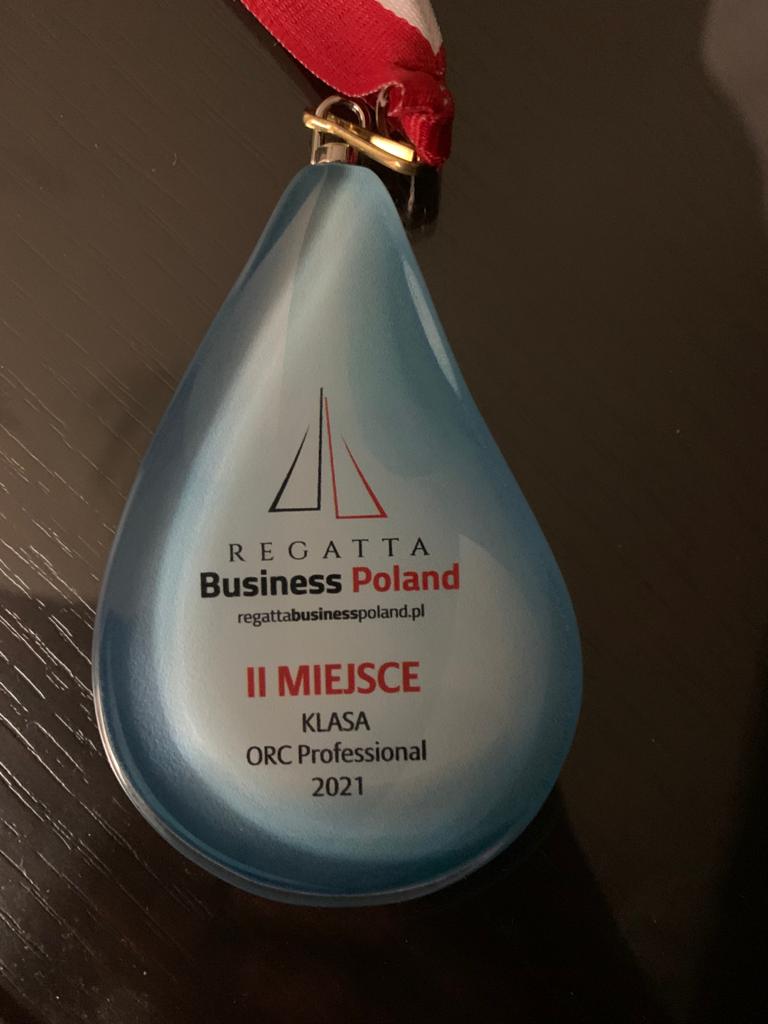 REGATTA
Business Poland
regattabusinesspoland.pl
II MIEJSCE
KLASA
ORC Professional
2021